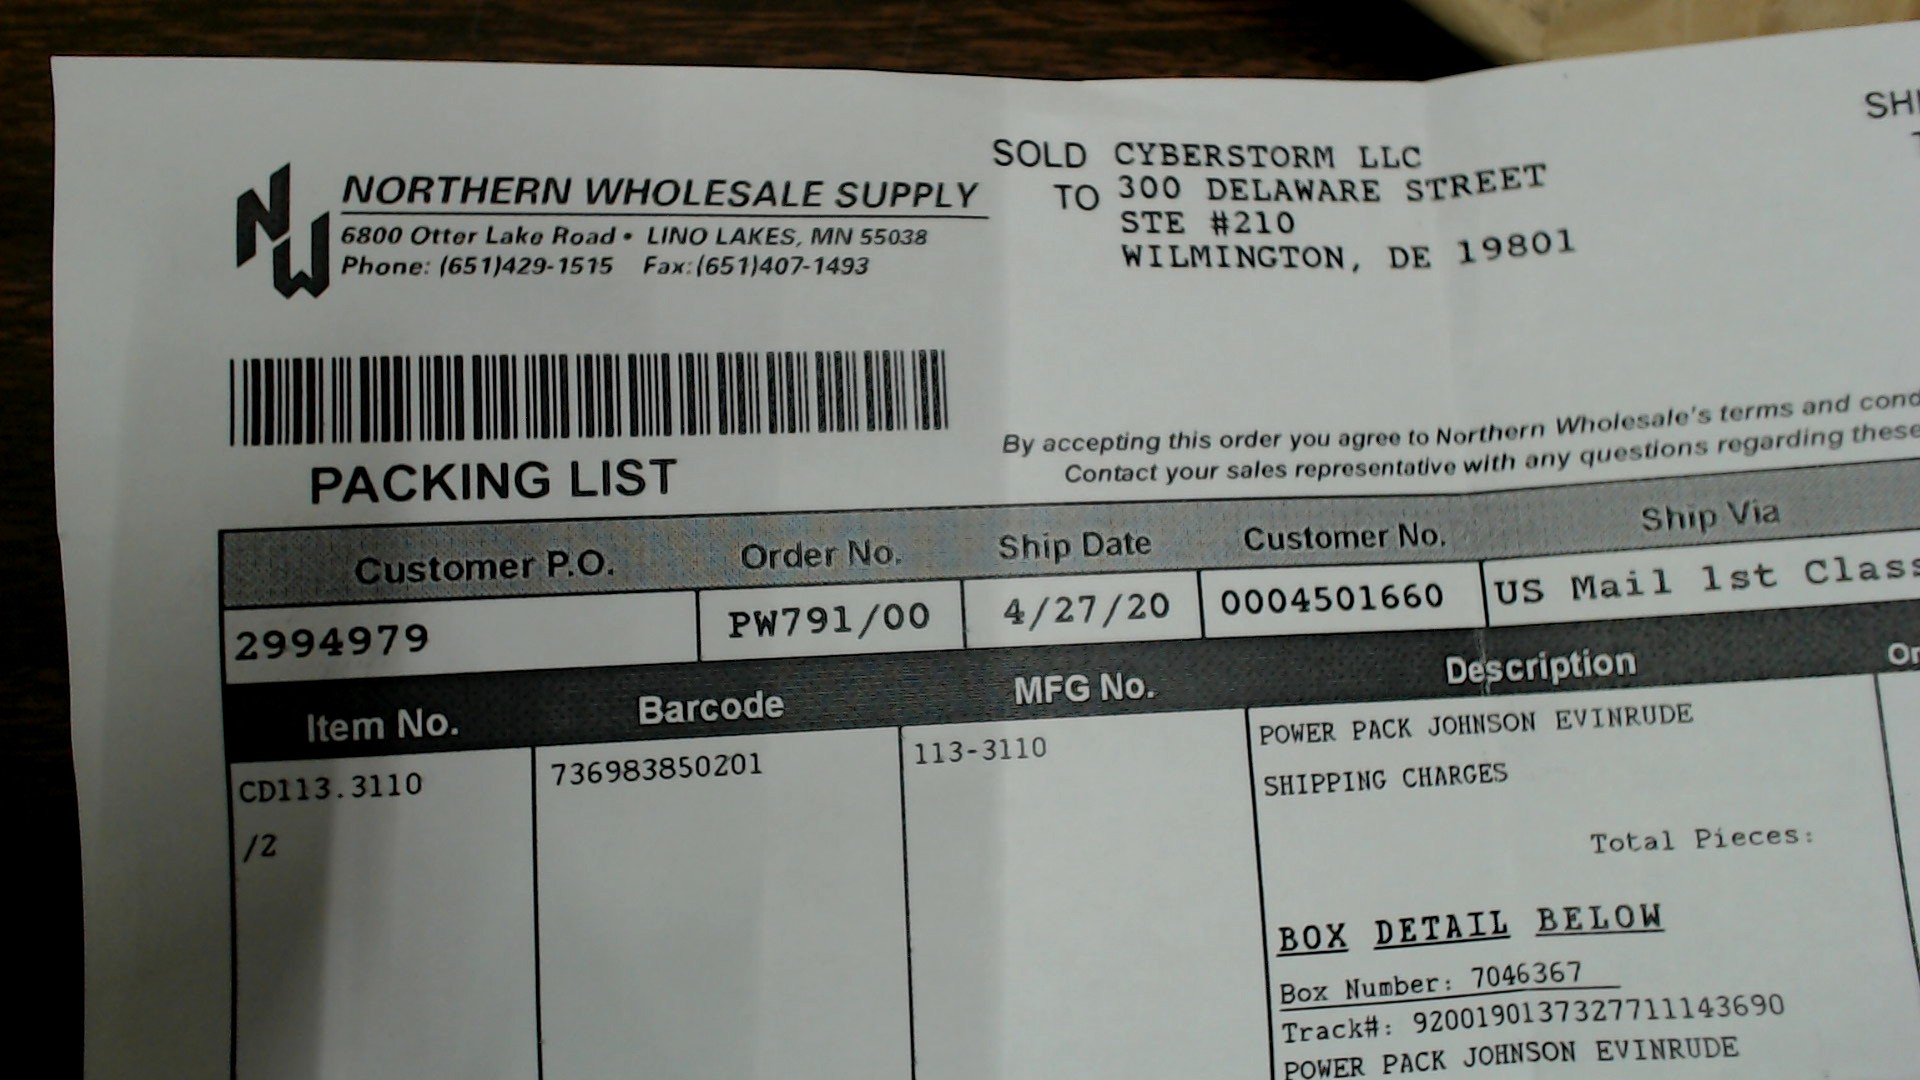 NW
NORTHERN WHOLESALE SUPPLY
6800 Otter Lake Road • LINO LAKES, MN 55038
Phone: (651)429-1515 Fax: (651)407-1493
SOLD TO
CYBERSTORM LLC
300 DELAWARE STREET
STE #210
WILMINGTON, DE 19801
By accepting this order you agree to Northern Wholesale's terms and
Contact your sales representative with any questions regarding these
PACKING LIST
Customer P.O. Order No. Ship Date Customer No. Ship Via
2994979 PW791/00 4/27/20 0004501660 US Mail 1st Class
Item No. Barcode MFG No. Description
CD113.3110 736983850201 113-3110 POWER PACK JOHNSON EVINRUDE
/2 SHIPPING CHARGES
Total Pieces:
BOX DETAIL BELOW
Box Number: 7046367
Track#: 9200190137327711143690
POWER PACK JOHNSON EVINRUDE